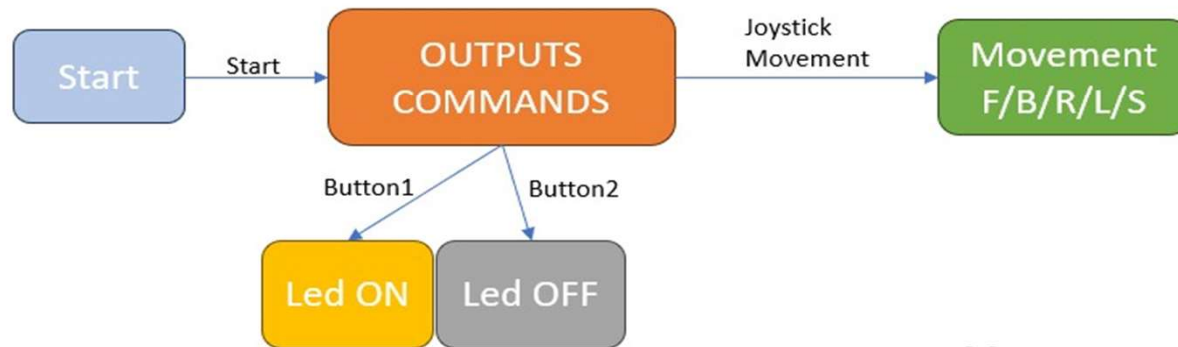 Start
Start
OUTPUTS
COMMANDS
Joystick
Movement
Movement
F/B/R/L/S
Button1
Button2
Led ON
Led OFF